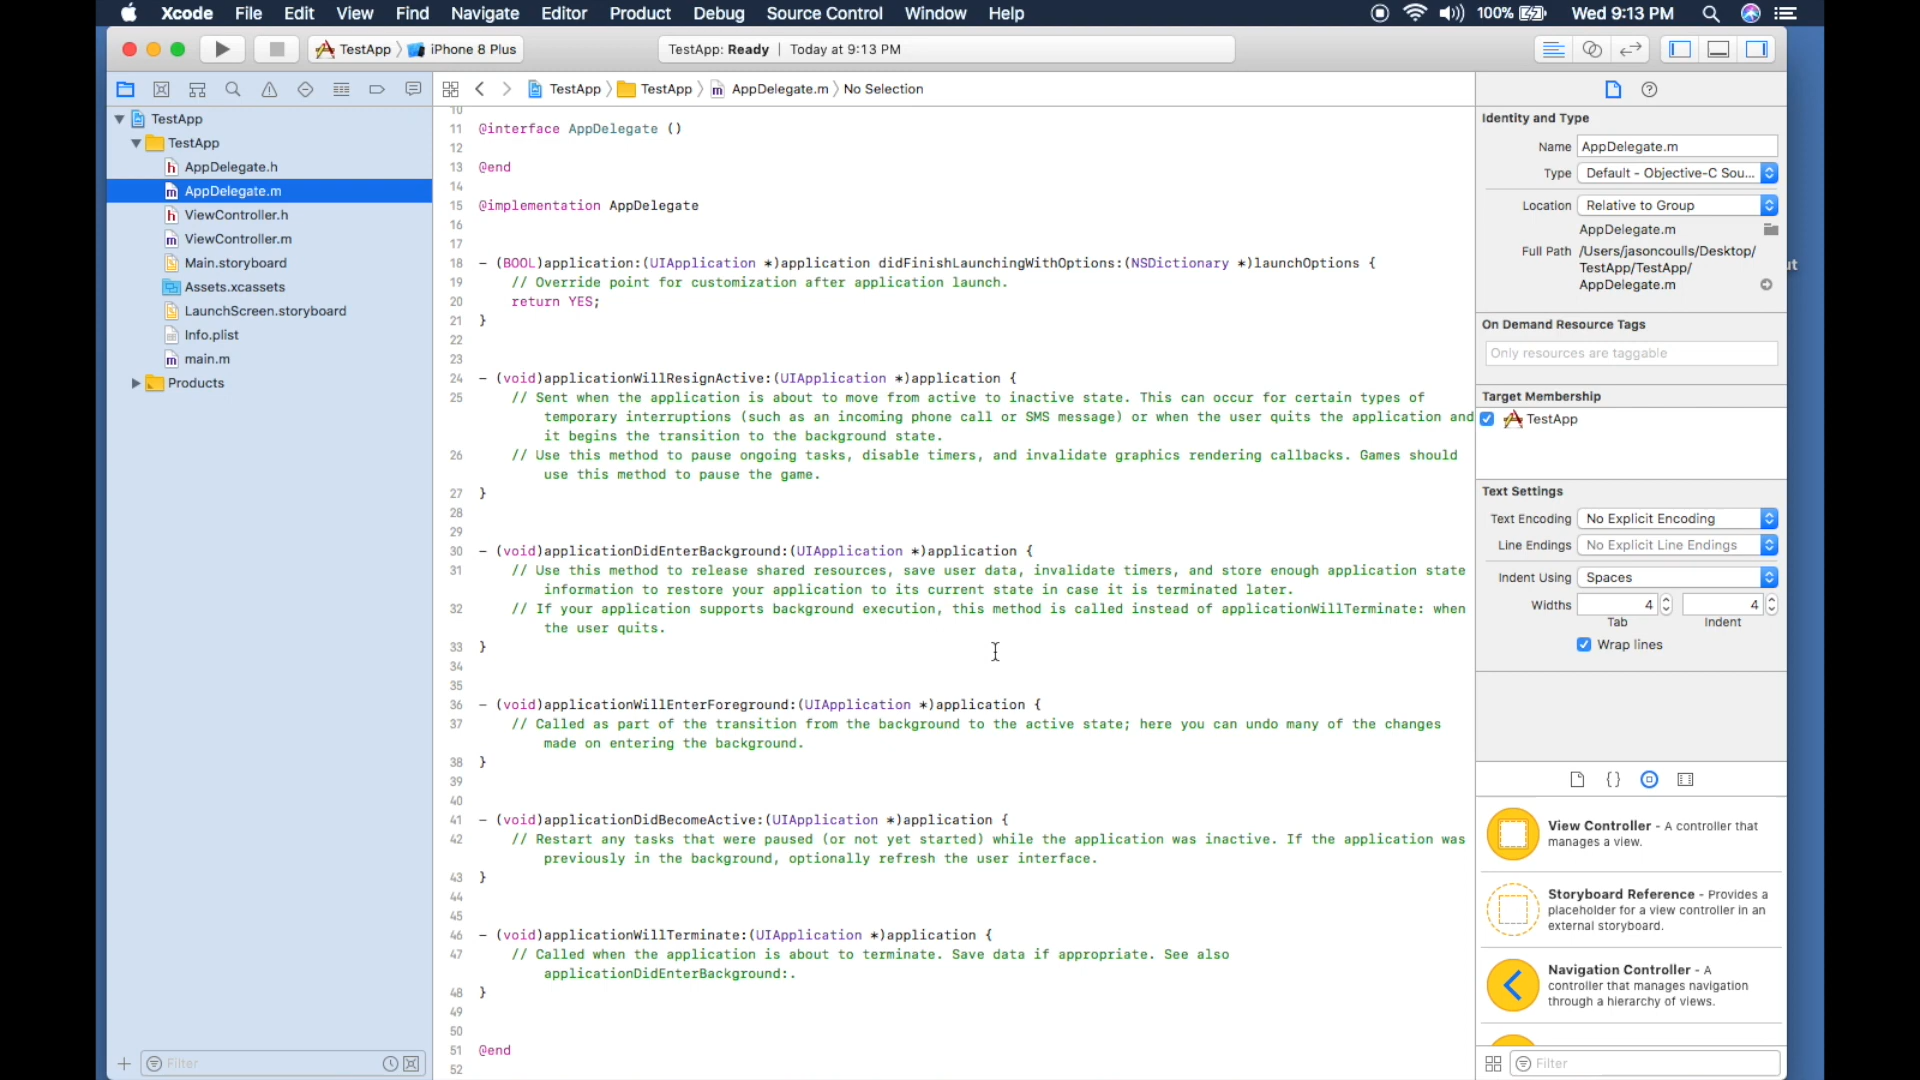 Xcode File Edit View Find Navigate Editor Product Debug Source Control Window Help 100% Wed 9:13 PM
TestApp iPhone 8 Plus TestApp: Ready | Today at 9:13 PM
TestApp TestApp m AppDelegate.m No Selection
TestApp
TestApp
h AppDelegate.h
m AppDelegate.m
h ViewController.h
m ViewController.m
Main.storyboard
Assets.xcassets
LaunchScreen.storyboard
Info.plist
m main.m
Products
Filter
10
11 @interface AppDelegate ()
12
13 @end
14
15 @implementation AppDelegate
16
17
18 - (BOOL)application:(UIApplication *)application didFinishLaunchingWithOptions:(NSDictionary *)launchOptions {
19 // Override point for customization after application launch.
20 return YES;
21 }
22
23
24 - (void)applicationWillResignActive:(UIApplication *)application {
25 // Sent when the application is about to move from active to inactive state. This can occur for certain types of
temporary interruptions (such as an incoming phone call or SMS message) or when the user quits the application and
it begins the transition to the background state.
26 // Use this method to pause ongoing tasks, disable timers, and invalidate graphics rendering callbacks. Games should
use this method to pause the game.
27 }
28
29
30 - (void)applicationDidEnterBackground:(UIApplication *)application {
31 // Use this method to release shared resources, save user data, invalidate timers, and store enough application state
information to restore your application to its current state in case it is terminated later.
32 // If your application supports background execution, this method is called instead of applicationWillTerminate: when
the user quits.
33 }
34
35
36 - (void)applicationWillEnterForeground:(UIApplication *)application {
37 // Called as part of the transition from the background to the active state; here you can undo many of the changes
made on entering the background.
38 }
39
40
41 - (void)applicationDidBecomeActive:(UIApplication *)application {
42 // Restart any tasks that were paused (or not yet started) while the application was inactive. If the application was
previously in the background, optionally refresh the user interface.
43 }
44
45
46 - (void)applicationWillTerminate:(UIApplication *)application {
47 // Called when the application is about to terminate. Save data if appropriate. See also
applicationDidEnterBackground:.
48 }
49
50
51 @end
52
Identity and Type
Name AppDelegate.m
Type Default - Objective-C Sou...
Location Relative to Group
AppDelegate.m
Full Path /Users/jasoncoulls/Desktop/
TestApp/TestApp/
AppDelegate.m
On Demand Resource Tags
Only resources are taggable
Target Membership
TestApp
Text Settings
Text Encoding No Explicit Encoding
Line Endings No Explicit Line Endings
Indent Using Spaces
Widths 4 4
Tab Indent
Wrap lines
{}
View Controller - A controller that
manages a view.
Storyboard Reference - Provides a
placeholder for a view controller in an
external storyboard.
Navigation Controller - A
controller that manages navigation
through a hierarchy of views.
Filter